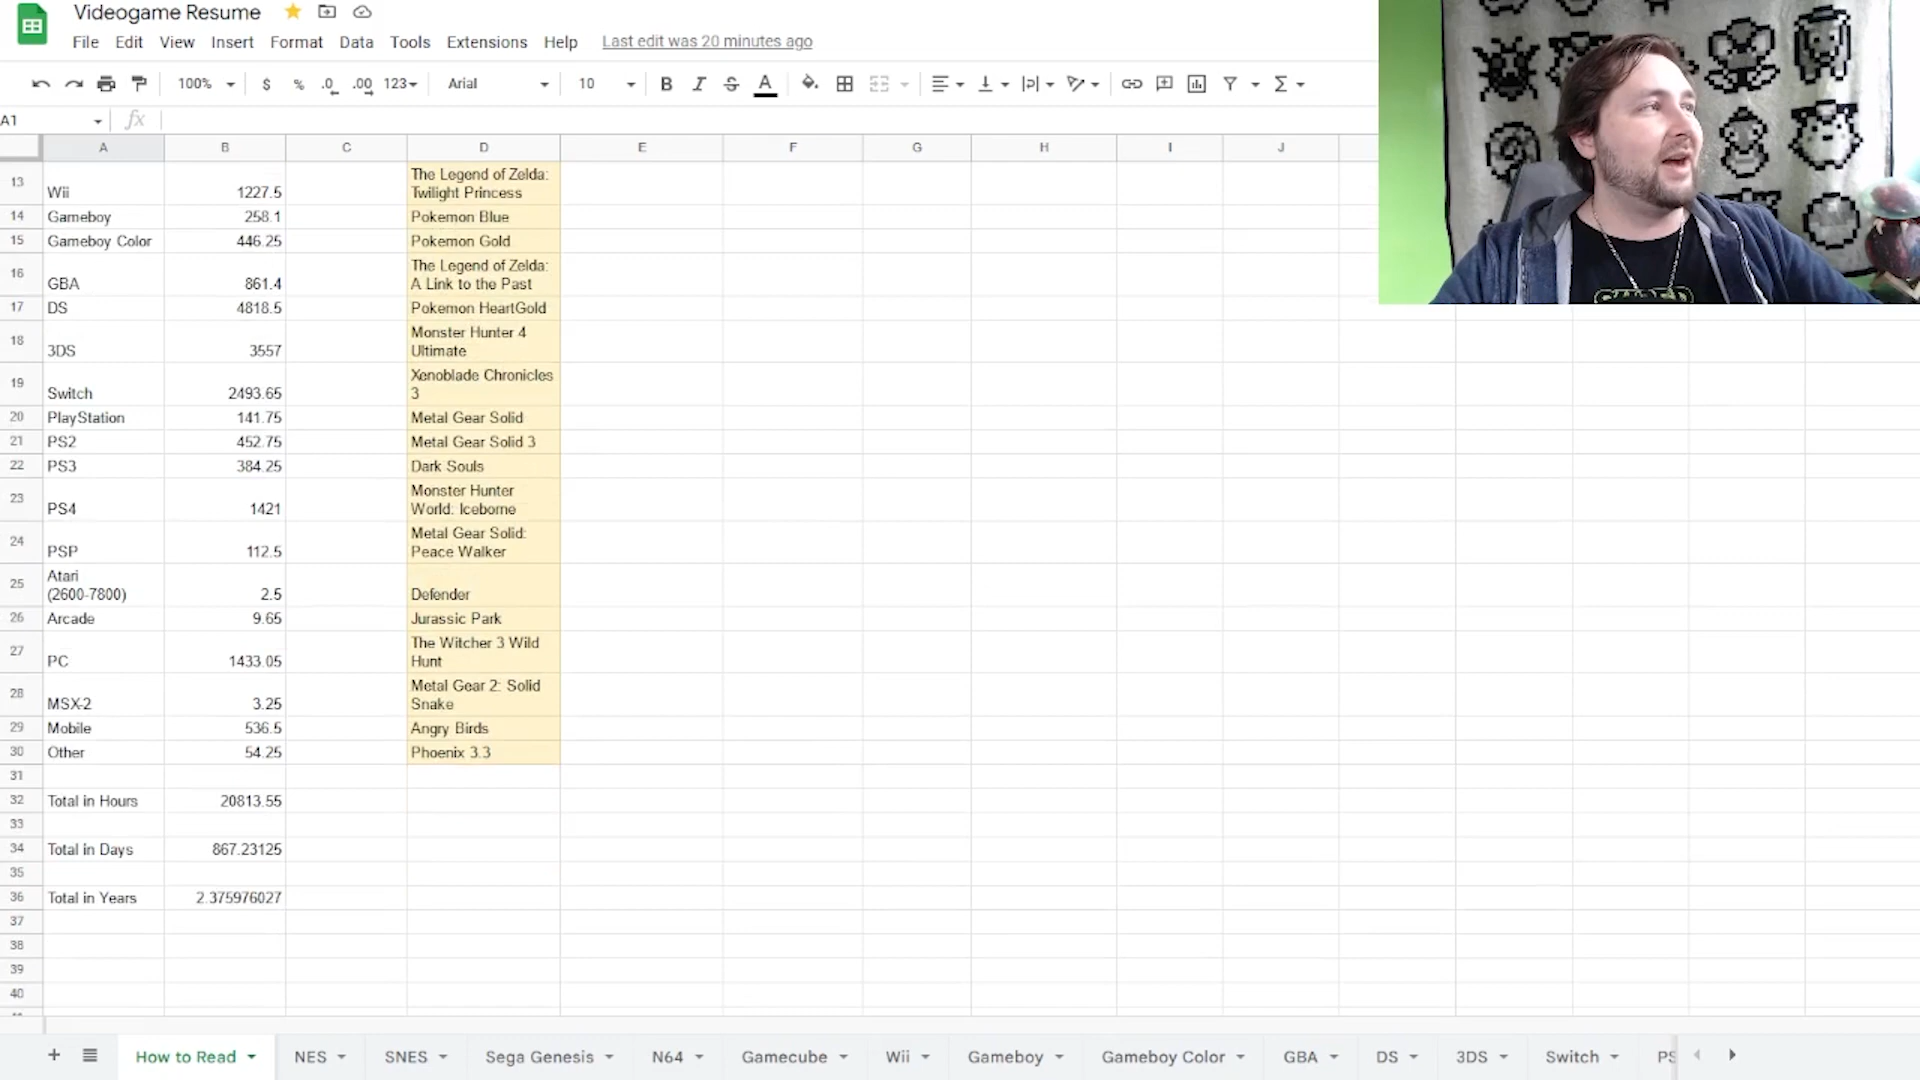 Videogame Resume
File Edit View Insert Format Data Tools Extensions Help Last edit was 20 minutes ago
100% $ % .0 .00 123 Arial 10 B I S A
A1 fx
A B C D E F G H I J
13 Wii 1227.5 The Legend of Zelda:
Twilight Princess
14 Gameboy 258.1 Pokemon Blue
15 Gameboy Color 446.25 Pokemon Gold
16 GBA 861.4 The Legend of Zelda:
A Link to the Past
17 DS 4818.5 Pokemon HeartGold
18 3DS 3557 Monster Hunter 4
Ultimate
19 Switch 2493.65 Xenoblade Chronicles
3
20 PlayStation 141.75 Metal Gear Solid
21 PS2 452.75 Metal Gear Solid 3
22 PS3 384.25 Dark Souls
23 PS4 1421 Monster Hunter
World: Iceborne
24 PSP 112.5 Metal Gear Solid:
Peace Walker
25 Atari
(2600-7800) 2.5 Defender
26 Arcade 9.65 Jurassic Park
27 PC 1433.05 The Witcher 3 Wild
Hunt
28 MSX-2 3.25 Metal Gear 2: Solid
Snake
29 Mobile 536.5 Angry Birds
30 Other 54.25 Phoenix 3.3
31
32 Total in Hours 20813.55
33
34 Total in Days 867.23125
35
36 Total in Years 2.375976027
37
38
39
40
How to Read NES SNES Sega Genesis N64 Gamecube Wii Gameboy Gameboy Color GBA DS 3DS Switch PS